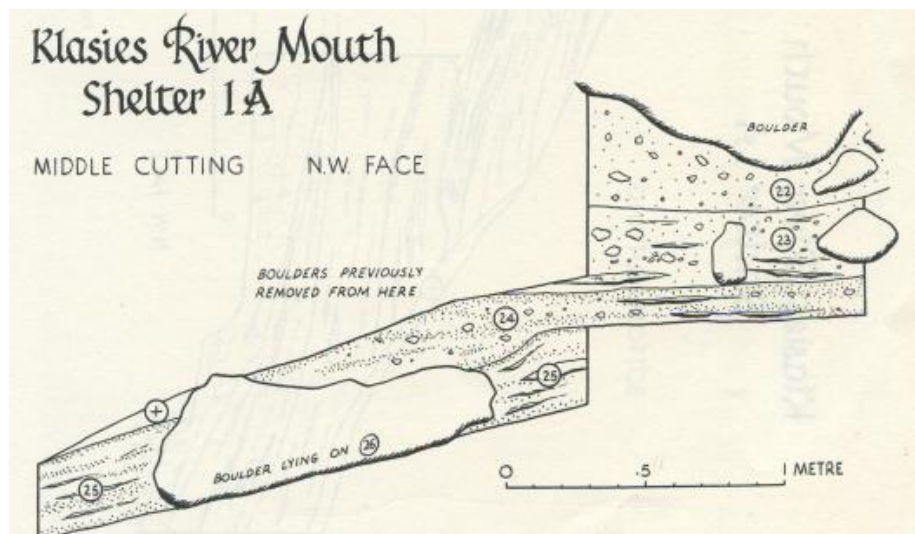 Klasies River Mouth
Shelter 1A
MIDDLE CUTTING N.W. FACE
BOULDER
22
23
BOULDERS PREVIOUSLY
REMOVED FROM HERE
24
25
+
BOULDER LYING ON 26
25
0 .5 1 METRE